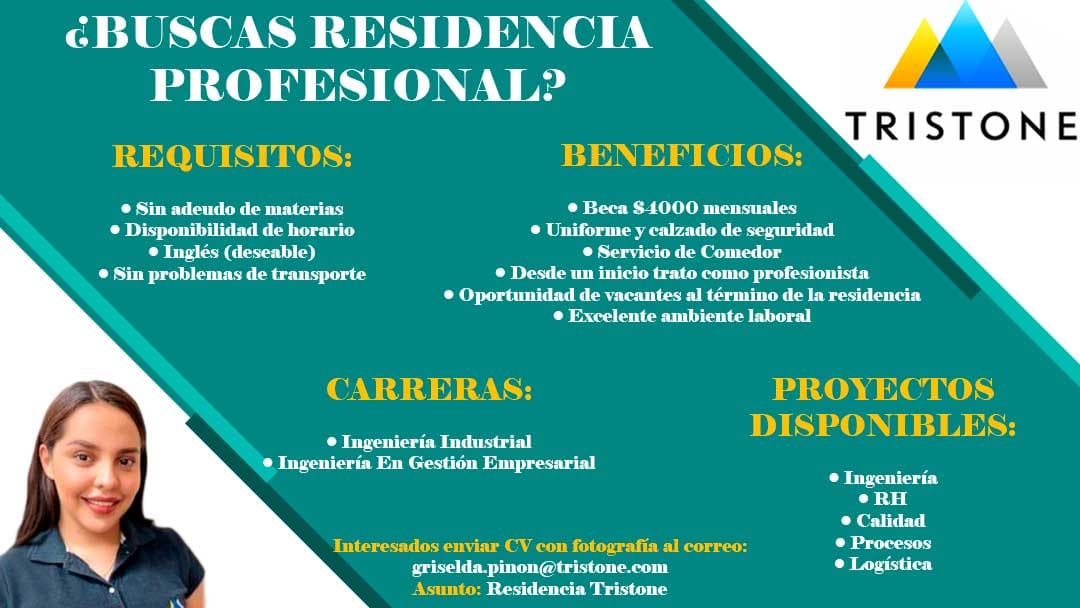 ¿BUSCAS RESIDENCIA
PROFESIONAL?
TRISTONE
REQUISITOS:
• Sin adeudo de materias
• Disponibilidad de horario
• Inglés (deseable)
• Sin problemas de transporte
BENEFICIOS:
• Beca $4000 mensuales
• Uniforme y calzado de seguridad
• Servicio de Comedor
• Desde un inicio trato como profesionista
• Oportunidad de vacantes al término de la residencia
• Excelente ambiente laboral
CARRERAS:
• Ingeniería Industrial
• Ingeniería En Gestión Empresarial
PROYECTOS
DISPONIBLES:
• Ingeniería
• RH
• Calidad
• Procesos
• Logística
Interesados enviar CV con fotografía al correo:
griselda.pinon@tristone.com
Asunto: Residencia Tristone